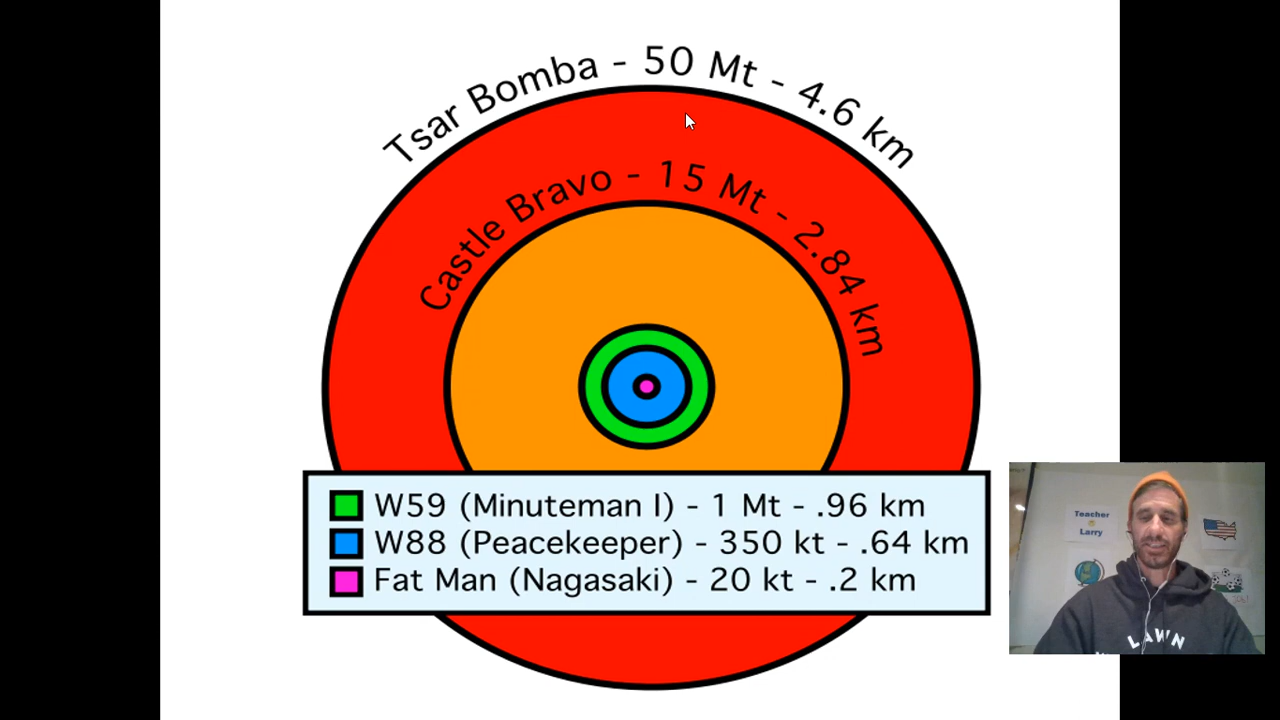 Tsar Bomba - 50 Mt - 4.6 km
Castle Bravo - 15 Mt - 2.84 km
W59 (Minuteman I) - 1 Mt - .96 km
W88 (Peacekeeper) - 350 kt - .64 km
Fat Man (Nagasaki) - 20 kt - .2 km
Teacher
Larry
LAWN